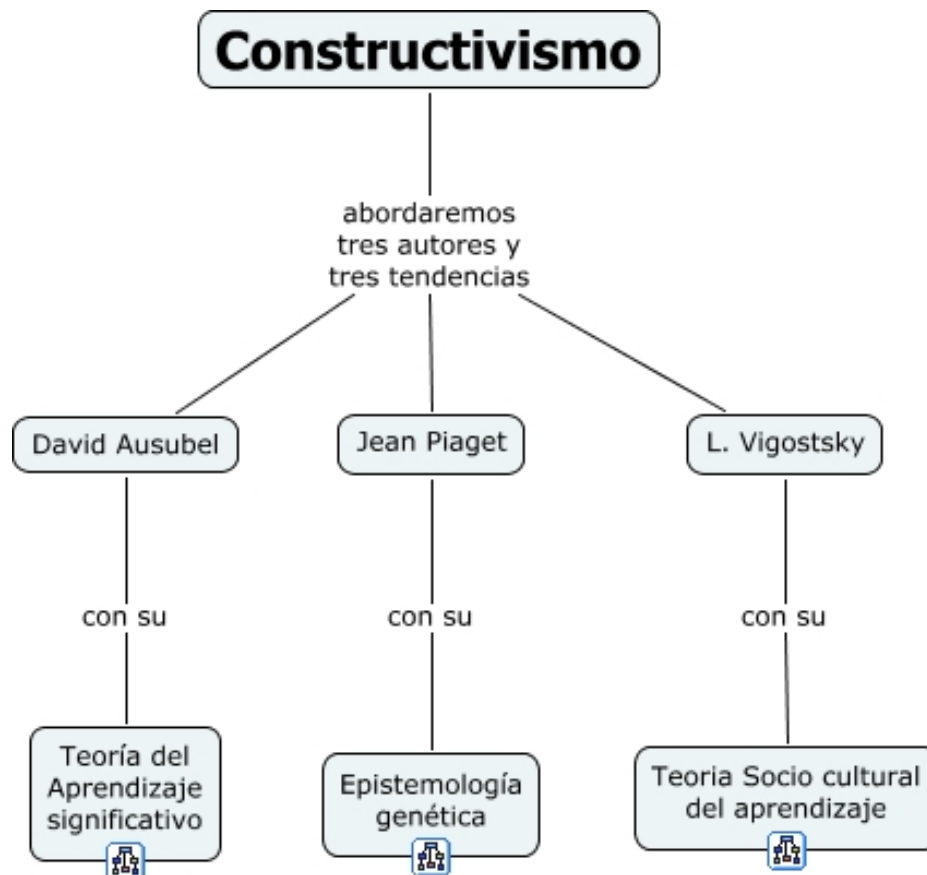 Constructivismo
abordaremos
tres autores y
tres tendencias
David Ausubel
Jean Piaget
L. Vigostsky
con su
con su
con su
Teoría del
Aprendizaje
significativo
Epistemología
genética
Teoria Socio cultural
del aprendizaje